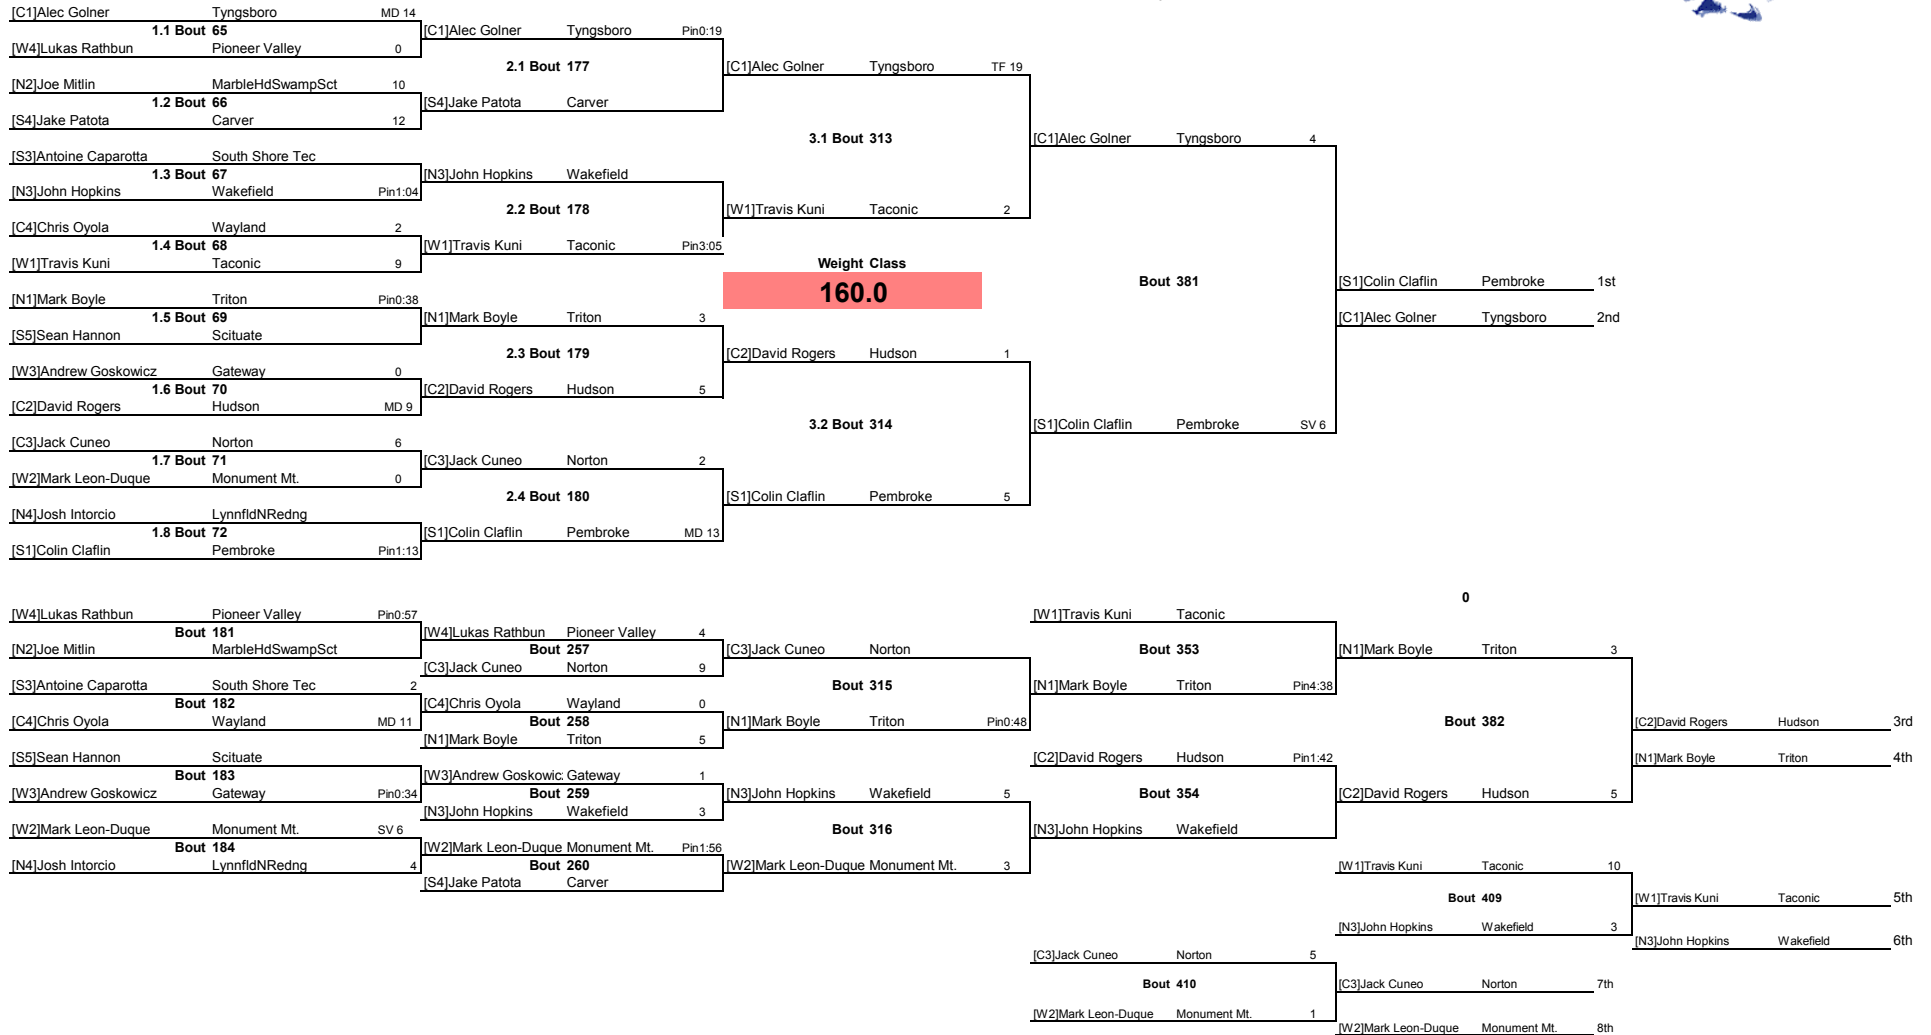 [C1]Alec Golner Tyngsboro MD 14
1.1 Bout 65
[W4]Lukas Rathbun Pioneer Valley 0
[N2]Joe Mitlin MarbleHdSwampSct 10
1.2 Bout 66
[S4]Jake Patota Carver 12
[S3]Antoine Caparotta South Shore Tec
1.3 Bout 67
[N3]John Hopkins Wakefield Pin1:04
[C4]Chris Oyola Wayland 2
1.4 Bout 68
[W1]Travis Kuni Taconic 9
[N1]Mark Boyle Triton Pin0:38
1.5 Bout 69
[S5]Sean Hannon Scituate
[W3]Andrew Goskowicz Gateway 0
1.6 Bout 70
[C2]David Rogers Hudson MD 9
[C3]Jack Cuneo Norton 6
1.7 Bout 71
[W2]Mark Leon-Duque Monument Mt. 0
[N4]Josh Intorcio LynnfldNRedng
1.8 Bout 72
[S1]Colin Claflin Pembroke Pin1:13
[C1]Alec Golner Tyngsboro Pin0:19
2.1 Bout 177
[S4]Jake Patota Carver
[N3]John Hopkins Wakefield
2.2 Bout 178
[W1]Travis Kuni Taconic Pin3:05
[N1]Mark Boyle Triton 3
2.3 Bout 179
[C2]David Rogers Hudson 5
[C3]Jack Cuneo Norton 2
2.4 Bout 180
[S1]Colin Claflin Pembroke MD 13
[C1]Alec Golner Tyngsboro TF 19
3.1 Bout 313
[W1]Travis Kuni Taconic 2
Weight Class
160.0
[C2]David Rogers Hudson 1
3.2 Bout 314
[S1]Colin Claflin Pembroke 5
[C1]Alec Golner Tyngsboro 4
Bout 381
[S1]Colin Claflin Pembroke SV 6
[S1]Colin Claflin Pembroke 1st
[C1]Alec Golner Tyngsboro 2nd
[W4]Lukas Rathbun Pioneer Valley Pin0:57
Bout 181
[N2]Joe Mitlin MarbleHdSwampSct
[S3]Antoine Caparotta South Shore Tec 2
Bout 182
[C4]Chris Oyola Wayland MD 11
[S5]Sean Hannon Scituate
Bout 183
[W3]Andrew Goskowicz Gateway Pin0:34
[W2]Mark Leon-Duque Monument Mt. SV 6
Bout 184
[N4]Josh Intorcio LynnfldNRedng 4
[W4]Lukas Rathbun Pioneer Valley 4
Bout 257
[C3]Jack Cuneo Norton 9
[C4]Chris Oyola Wayland 0
Bout 258
[N1]Mark Boyle Triton 5
[W3]Andrew Goskowic Gateway 1
Bout 259
[N3]John Hopkins Wakefield 3
[W2]Mark Leon-Duque Monument Mt. Pin1:56
Bout 260
[S4]Jake Patota Carver
[C3]Jack Cuneo Norton
Bout 315
[N1]Mark Boyle Triton Pin0:48
[N3]John Hopkins Wakefield 5
Bout 316
[W2]Mark Leon-Duque Monument Mt. 3
[W1]Travis Kuni Taconic
Bout 353
[N1]Mark Boyle Triton Pin4:38
[C2]David Rogers Hudson Pin1:42
Bout 354
[N3]John Hopkins Wakefield
0
[N1]Mark Boyle Triton 3
Bout 382
[C2]David Rogers Hudson 5
[C2]David Rogers Hudson 3rd
[N1]Mark Boyle Triton 4th
[W1]Travis Kuni Taconic 10
Bout 409
[N3]John Hopkins Wakefield 3
[W1]Travis Kuni Taconic 5th
[N3]John Hopkins Wakefield 6th
[C3]Jack Cuneo Norton 5
Bout 410
[W2]Mark Leon-Duque Monument Mt. 1
[C3]Jack Cuneo Norton 7th
[W2]Mark Leon-Duque Monument Mt. 8th